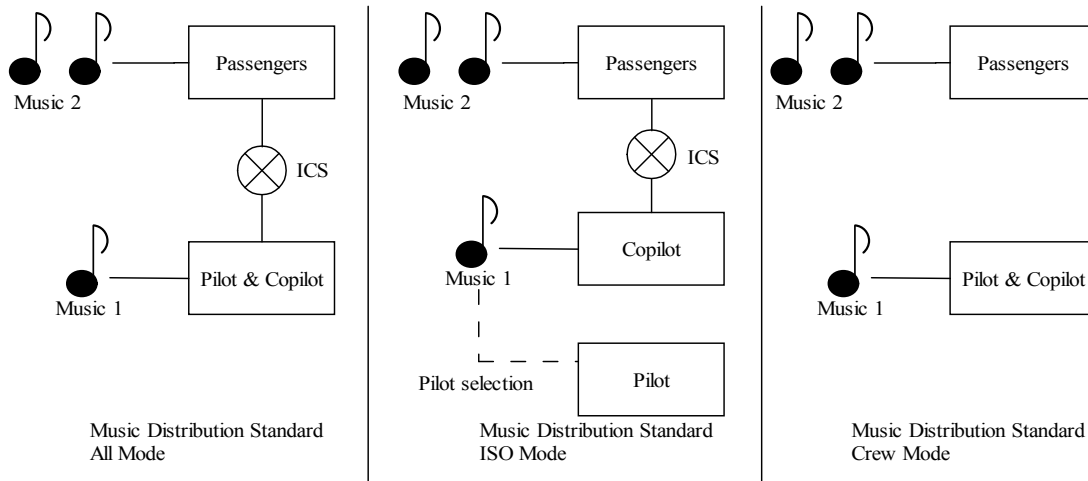 Passengers
Music 2
ICS
Pilot & Copilot
Music 1
Music Distribution Standard
All Mode
Passengers
Music 2
ICS
Copilot
Music 1
Pilot selection
Pilot
Music Distribution Standard
ISO Mode
Passengers
Music 2
Pilot & Copilot
Music 1
Music Distribution Standard
Crew Mode